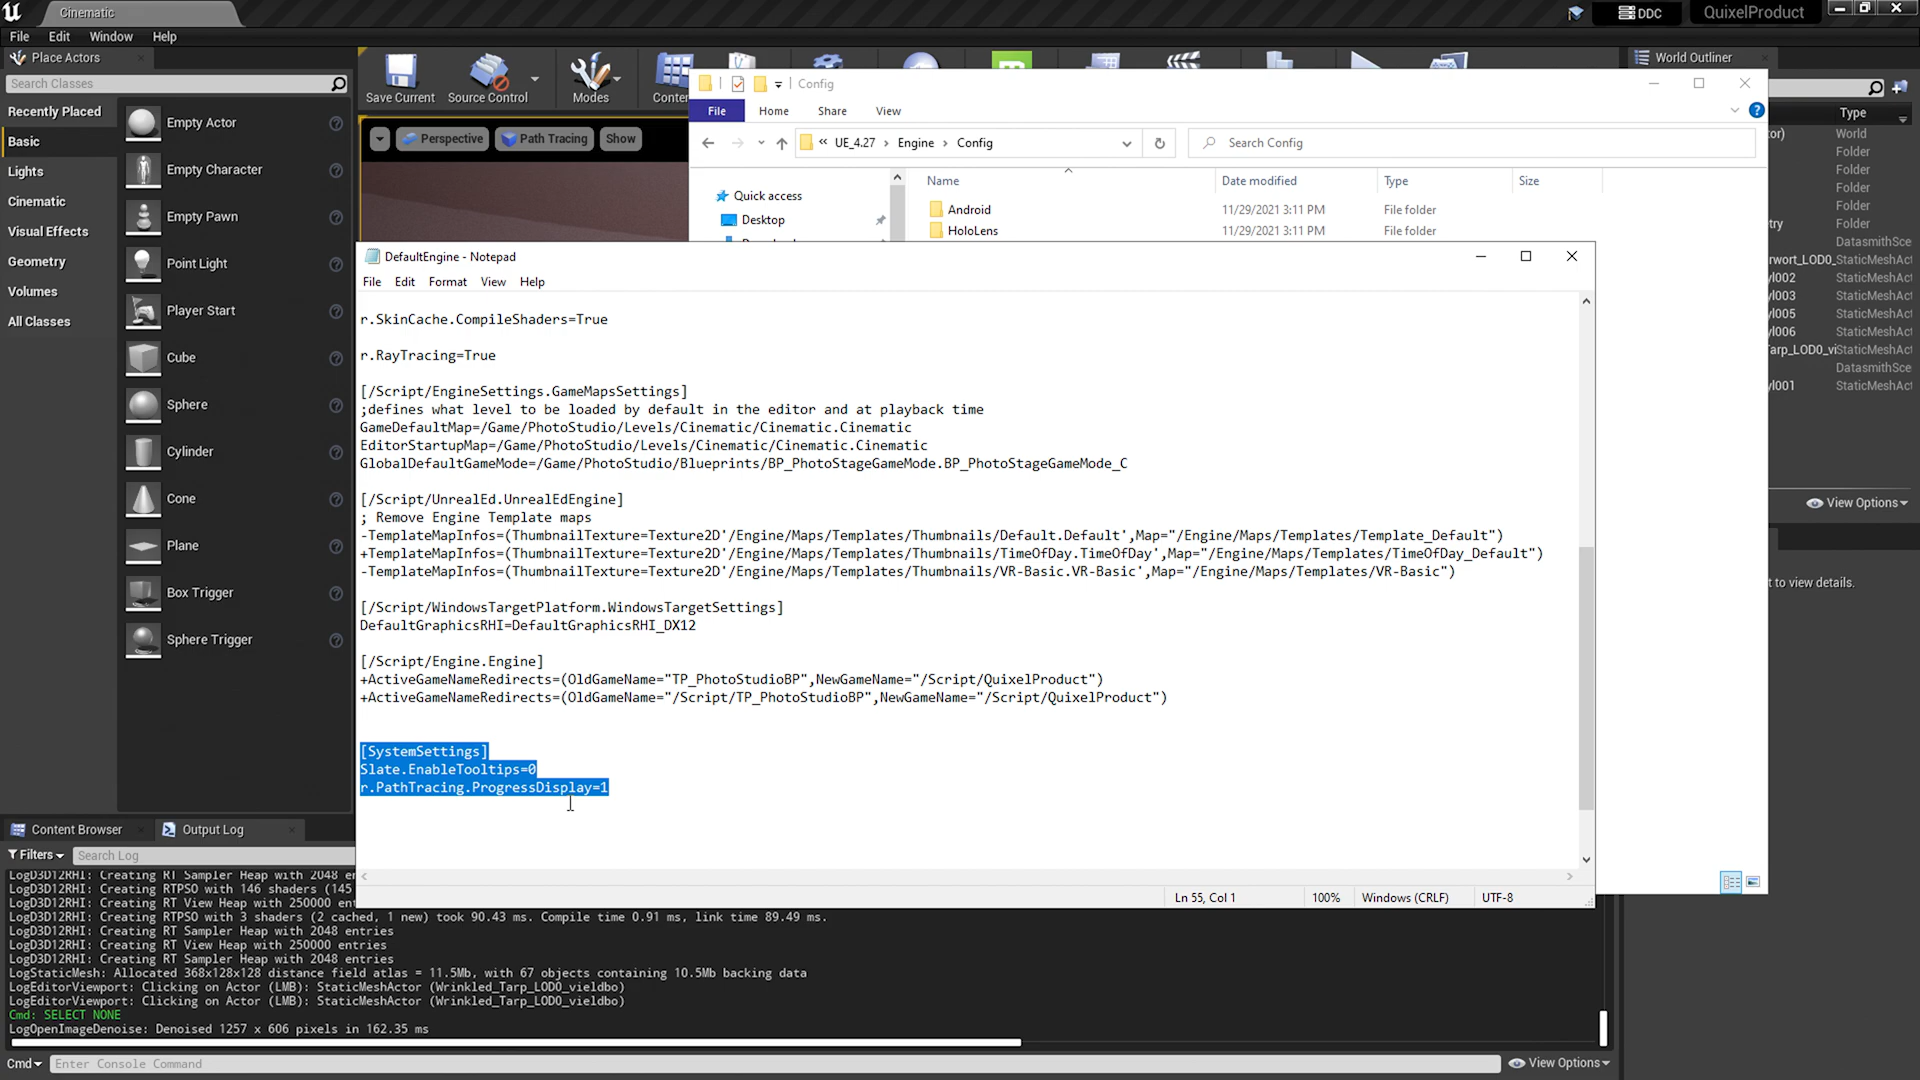 Cinematic
DDC
QuixelProduct
File Edit Window Help
Place Actors
Search Classes
Recently Placed
Basic
Lights
Cinematic
Visual Effects
Geometry
Volumes
All Classes
Empty Actor
Empty Character
Empty Pawn
Point Light
Player Start
Cube
Sphere
Cylinder
Cone
Plane
Box Trigger
Sphere Trigger
Save Current
Source Control
Modes
Perspective
Path Tracing
Show
World Outliner
Type
World
Folder
Folder
Folder
Folder
Folder
DatasmithSce
StaticMeshAct
StaticMeshAct
StaticMeshAct
StaticMeshAct
StaticMeshAct
StaticMeshAct
DatasmithSce
StaticMeshAct
View Options
t to view details.
Config
File Home Share View
UE_4.27 > Engine > Config
Search Config
Quick access
Desktop
Name Date modified Type Size
Android 11/29/2021 3:11 PM File folder
HoloLens 11/29/2021 3:11 PM File folder
DefaultEngine - Notepad
File Edit Format View Help
r.SkinCache.CompileShaders=True
r.RayTracing=True
[/Script/EngineSettings.GameMapsSettings]
;defines what level to be loaded by default in the editor and at playback time
GameDefaultMap=/Game/PhotoStudio/Levels/Cinematic/Cinematic.Cinematic
EditorStartupMap=/Game/PhotoStudio/Levels/Cinematic/Cinematic.Cinematic
GlobalDefaultGameMode=/Game/PhotoStudio/Blueprints/BP_PhotoStageGameMode.BP_PhotoStageGameMode_C
[/Script/UnrealEd.UnrealEdEngine]
; Remove Engine Template maps
-TemplateMapInfos=(ThumbnailTexture=Texture2D'/Engine/Maps/Templates/Thumbnails/Default.Default',Map="/Engine/Maps/Templates/Template_Default")
+TemplateMapInfos=(ThumbnailTexture=Texture2D'/Engine/Maps/Templates/Thumbnails/TimeOfDay.TimeOfDay',Map="/Engine/Maps/Templates/TimeOfDay_Default")
-TemplateMapInfos=(ThumbnailTexture=Texture2D'/Engine/Maps/Templates/Thumbnails/VR-Basic.VR-Basic',Map="/Engine/Maps/Templates/VR-Basic")
[/Script/WindowsTargetPlatform.WindowsTargetSettings]
DefaultGraphicsRHI=DefaultGraphicsRHI_DX12
[/Script/Engine.Engine]
+ActiveGameNameRedirects=(OldGameName="TP_PhotoStudioBP",NewGameName="/Script/QuixelProduct")
+ActiveGameNameRedirects=(OldGameName="/Script/TP_PhotoStudioBP",NewGameName="/Script/QuixelProduct")
[SystemSettings]
Slate.EnableTooltips=0
r.PathTracing.ProgressDisplay=1
Ln 55, Col 1 100% Windows (CRLF) UTF-8
Content Browser
Output Log
Filters
Search Log
LogD3D12RHI: Creating RT Sampler Heap with 2048 en
LogD3D12RHI: Creating RTPSO with 146 shaders (145
LogD3D12RHI: Creating RT View Heap with 250000 en
LogD3D12RHI: Creating RTPSO with 3 shaders (2 cached, 1 new) took 90.43 ms. Compile time 0.91 ms, link time 89.49 ms.
LogD3D12RHI: Creating RT Sampler Heap with 2048 entries
LogD3D12RHI: Creating RT View Heap with 250000 entries
LogD3D12RHI: Creating RT Sampler Heap with 2048 entries
LogStaticMesh: Allocated 368x128x128 distance field atlas = 11.5Mb, with 67 objects containing 10.5Mb backing data
LogEditorViewport: Clicking on Actor (LMB): StaticMeshActor (Wrinkled_Tarp_LOD0_vieldbo)
LogEditorViewport: Clicking on Actor (LMB): StaticMeshActor (Wrinkled_Tarp_LOD0_vieldbo)
Cmd: SELECT NONE
LogOpenImageDenoise: Denoised 1257 x 606 pixels in 162.35 ms
Cmd Enter Console Command
View Options